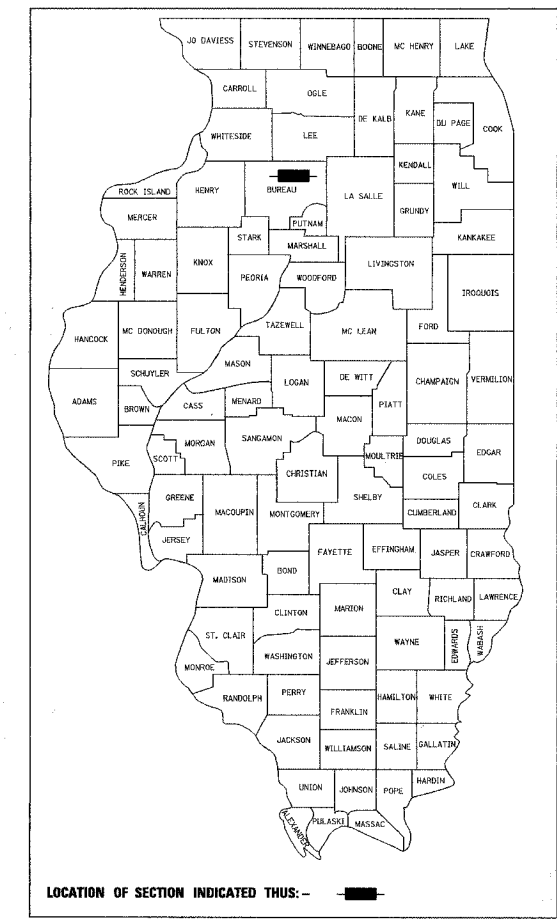 JO DAVIESS STEVENSON WINNEBAGO BOONE MC HENRY LAKE
CARROLL OGLE DE KALB KANE DU PAGE COOK
WHITESIDE LEE
KENDALL WILL
ROCK ISLAND HENRY BUREAU LA SALLE GRUNDY
MERCER PUTNAM
STARK MARSHALL KANKAKEE
HENDERSON WARREN KNOX PEORIA WOODFORD LIVINGSTON
IROQUOIS
HANCOCK MC DONOUGH FULTON TAZEWELL MC LEAN FORD
MASON
SCHUYLER DE WITT CHAMPAIGN VERMILION
ADAMS BROWN CASS MENARD LOGAN PIATT
MACON
MORGAN SANGAMON DOUGLAS
PIKE SCOTT CHRISTIAN MOULTRIE EDGAR
COLES
GREENE MACOUPIN SHELBY
CALHOUN MONTGOMERY CUMBERLAND CLARK
JERSEY FAYETTE EFFINGHAM JASPER CRAWFORD
MADISON BOND
CLAY RICHLAND LAWRENCE
CLINTON MARION
ST. CLAIR WAYNE EDWARDS WABASH
WASHINGTON JEFFERSON
MONROE
RANDOLPH PERRY HAMILTON WHITE
FRANKLIN
JACKSON WILLIAMSON SALINE GALLATIN
UNION JOHNSON POPE HARDIN
ALEXANDER PULASKI MASSAC
LOCATION OF SECTION INDICATED THUS: -